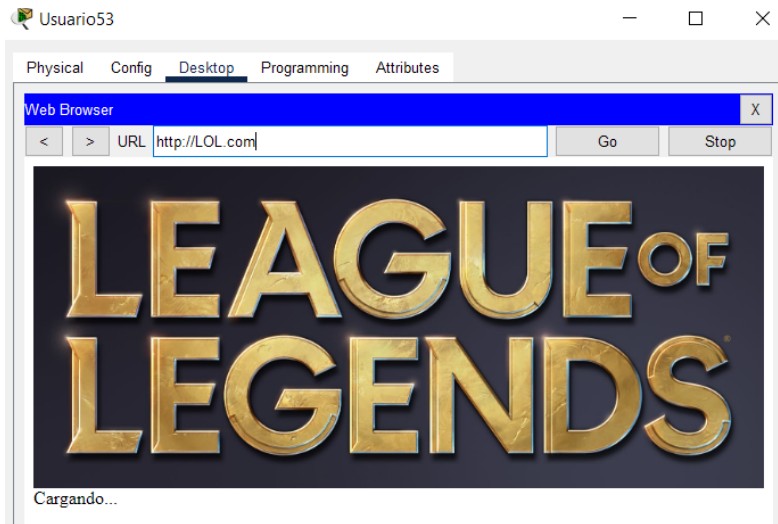 Usuario53
Physical Config Desktop Programming Attributes
Web Browser X
< > URL http://LOL.com Go Stop
LEAGUE OF
LEGENDS
Cargando...